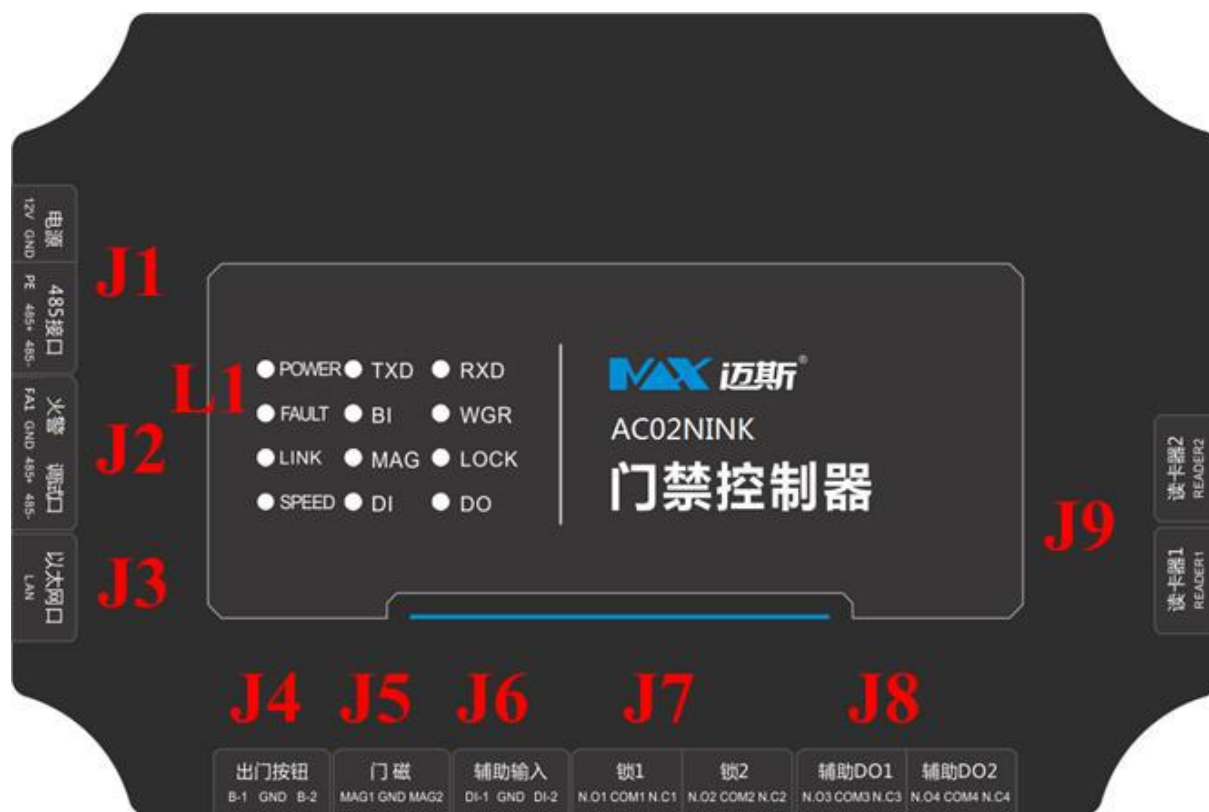 电源
12V GND
J1
485接口
PE 485+ 485-
火警 调试口
FA1 GND 485+ 485-
J2
以太网口
LAN
J3
L1
POWER TXD RXD
FAULT BI WGR
LINK MAG LOCK
SPEED DI DO
MAX 迈斯®
AC02NINK
门禁控制器
读卡器2
READER2
J9
读卡器1
READER1
J4 J5 J6 J7 J8
出门按钮 门磁 辅助输入 锁1 锁2 辅助DO1 辅助DO2
B-1 GND B-2 MAG1 GND MAG2 DI-1 GND DI-2 N.O1 COM1 N.C1 N.O2 COM2 N.C2 N.O3 COM3 N.C3 N.O4 COM4 N.C4